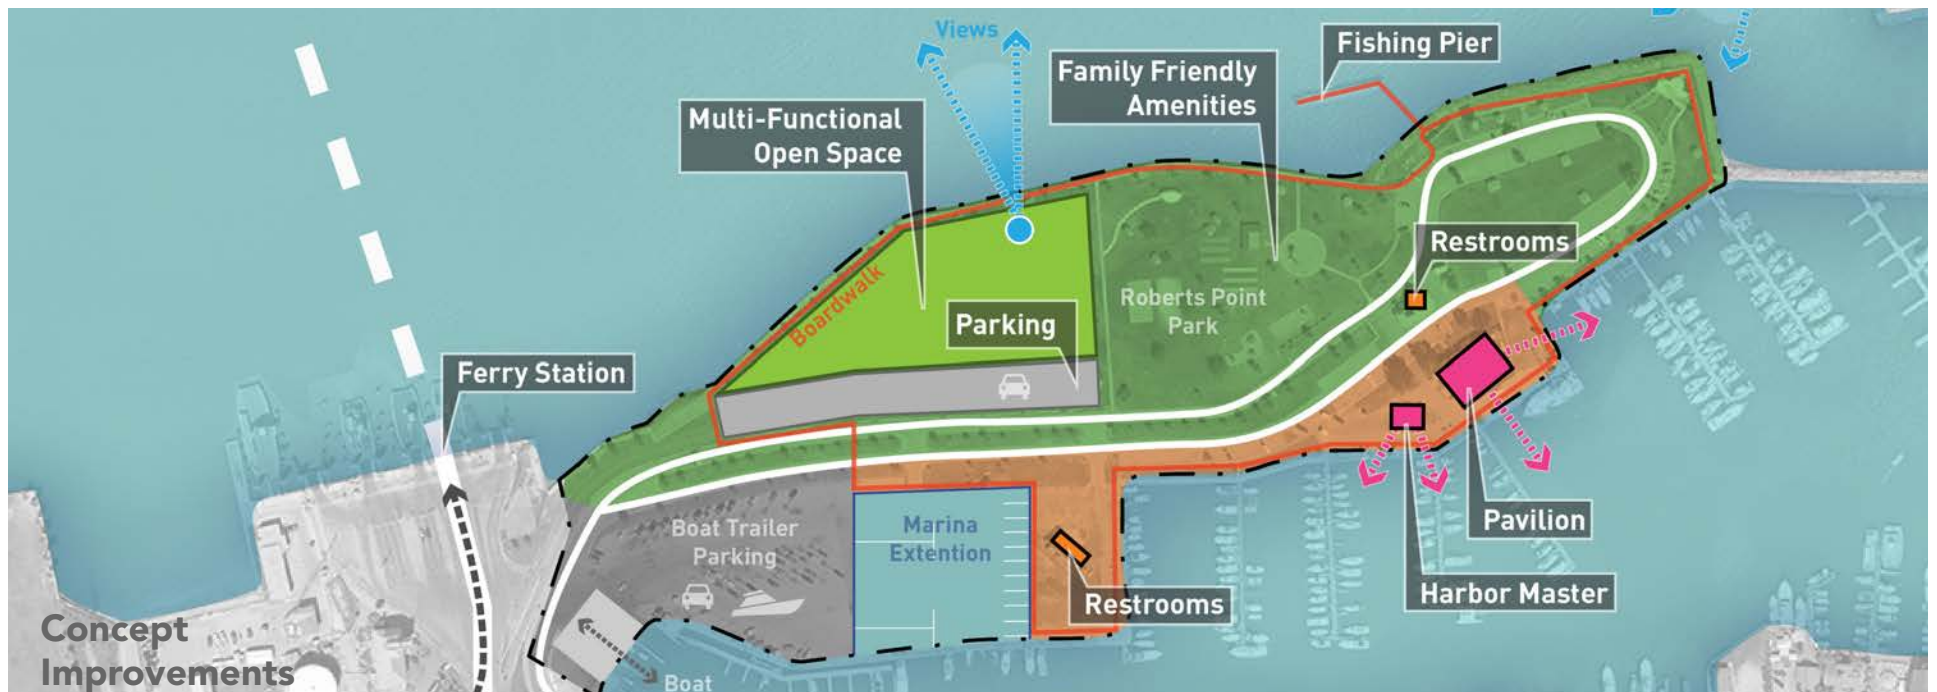 Views
Fishing Pier
Family Friendly
Amenities
Multi-Functional
Open Space
Restrooms
Boardwalk
Roberts Point
Park
Parking
Ferry Station
Pavilion
Boat Trailer
Parking
Marina
Extention
Harbor Master
Restrooms
Concept
Improvements
Boat